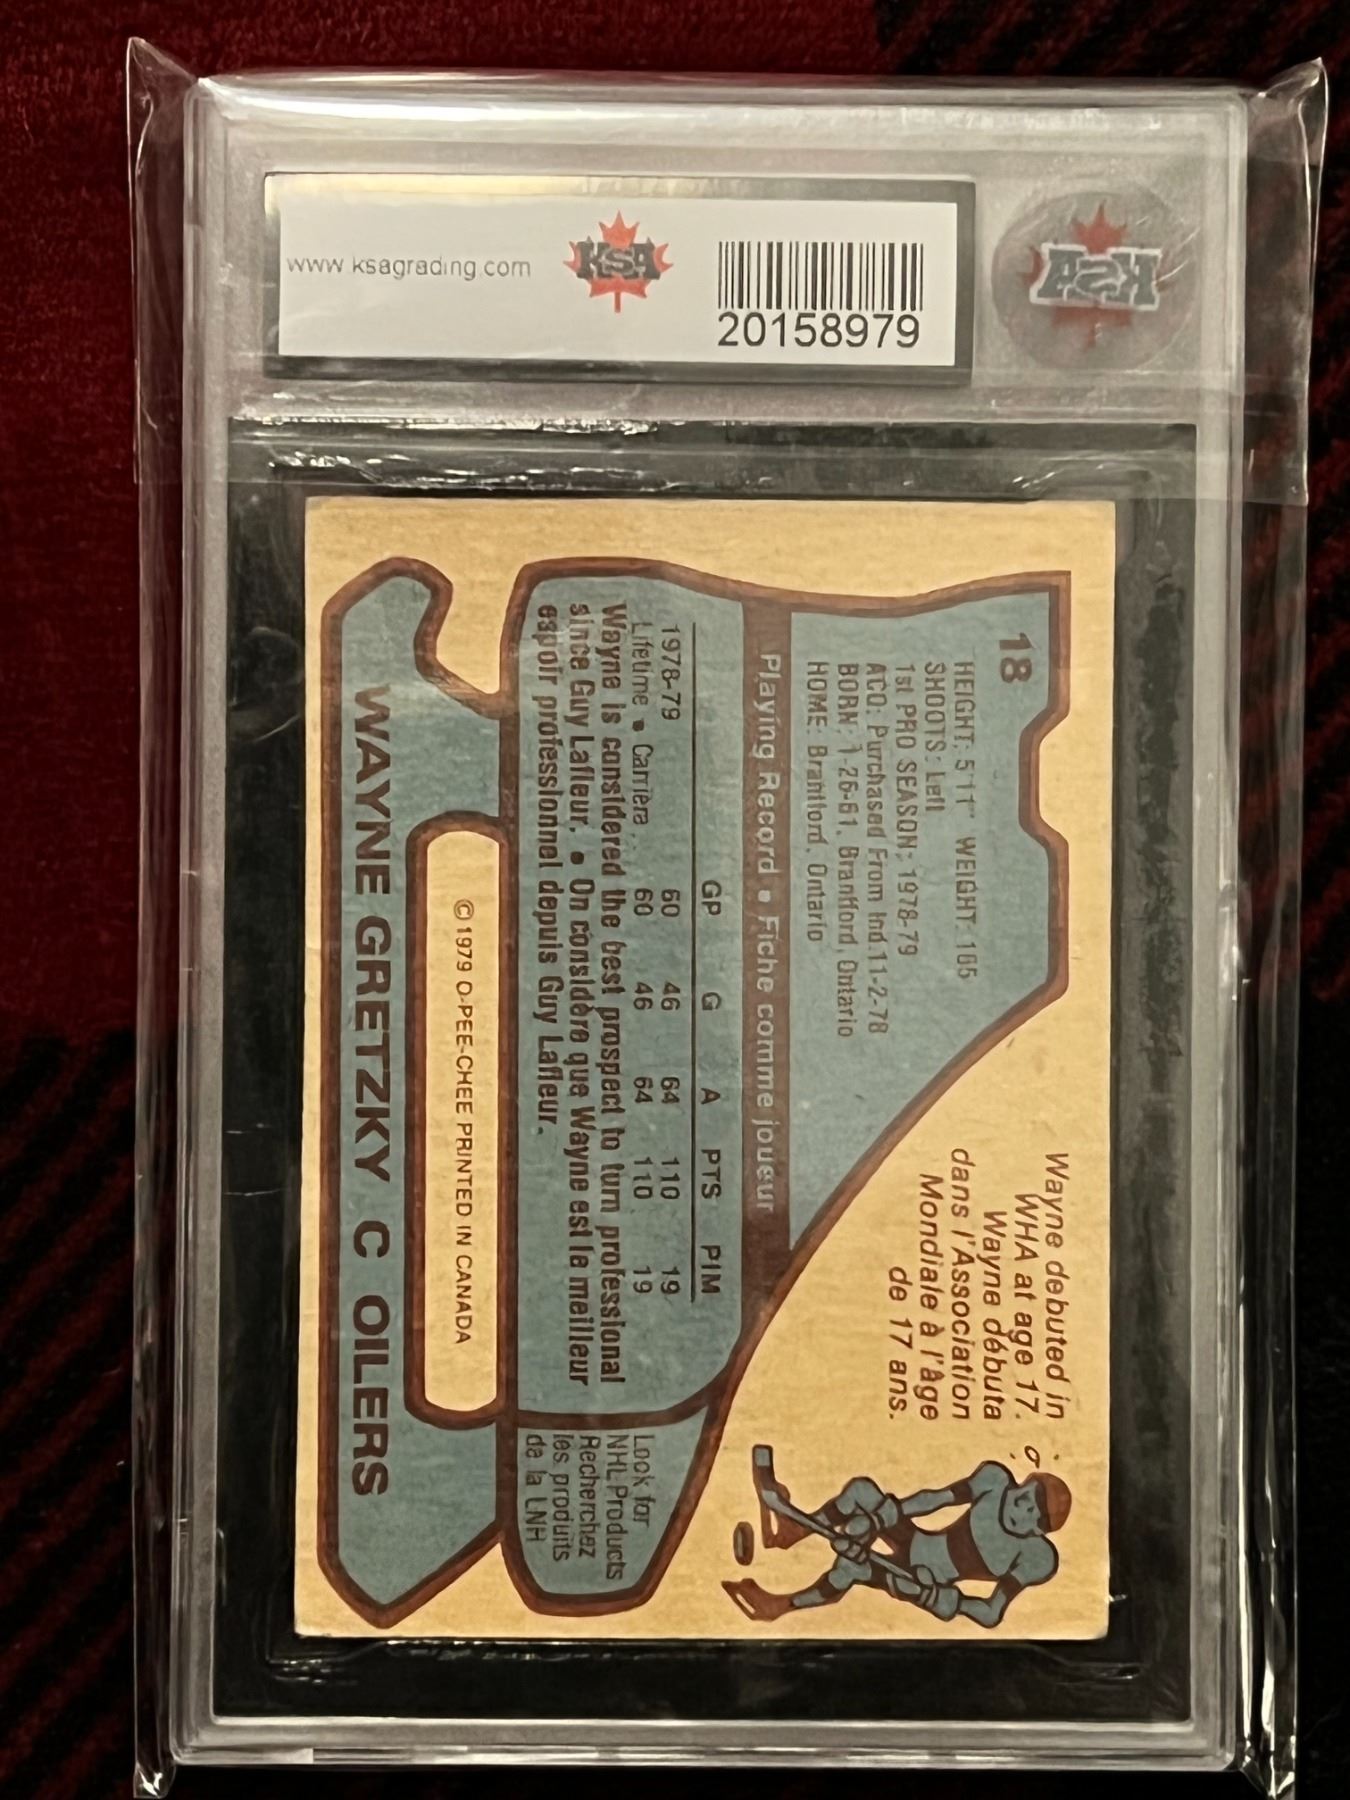 www.ksagrading.com
KSA
20158979
KSA
18
HEIGHT: 5'11" WEIGHT: 165
SHOOTS: Left
1st PRO SEASON: 1978-79
ACQ: Purchased From Ind.11-2-78
BORN: 1-26-61, Brantford, Ontario
HOME: Brantford, Ontario
Wayne debuted in
WHA at age 17.
Wayne débuta
dans l'Association
Mondiale à l'âge
de 17 ans.
Playing Record • Fiche comme joueur
GP G A PTS PIM
1978-79 60 46 64 110 19
Lifetime • Carrière 60 46 64 110 19
Wayne is considered the best prospect to turn professional
since Guy Lafleur. • On considère que Wayne est le meilleur
espoir professionnel depuis Guy Lafleur.
Look for
NHL Products
Recherchez
les produits
de la LNH
©1979 O-PEE-CHEE PRINTED IN CANADA
WAYNE GRETZKY C OILERS